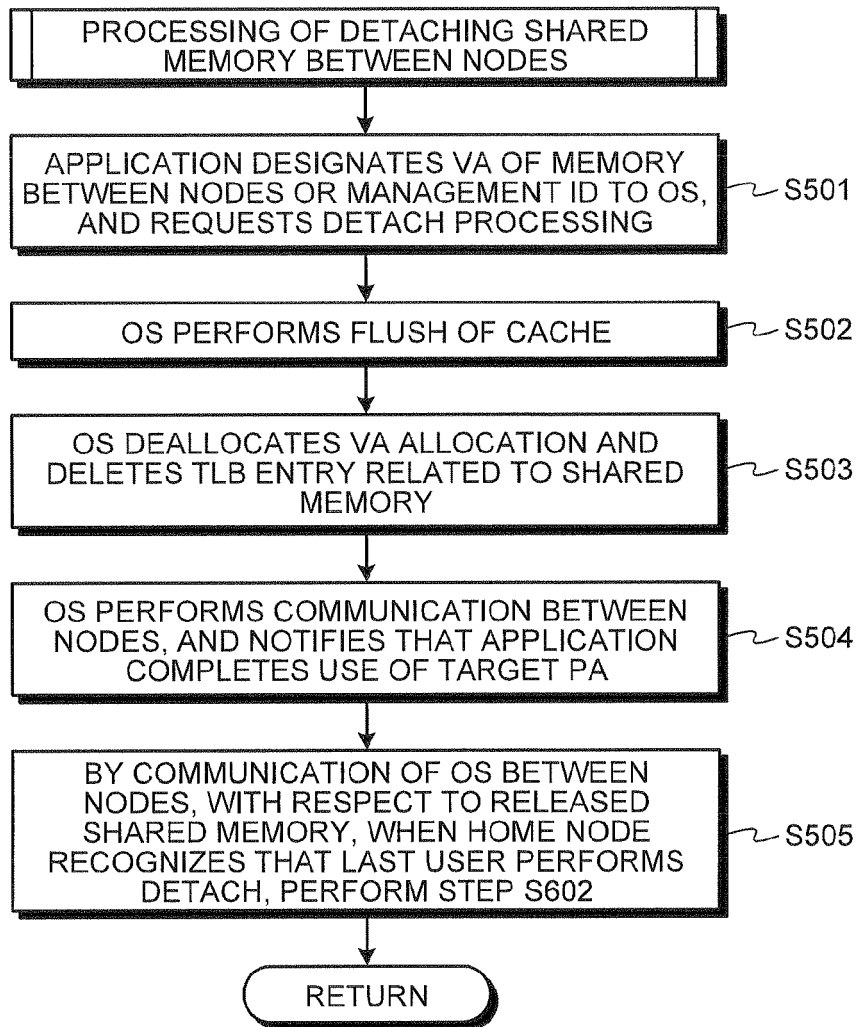 PROCESSING OF DETACHING SHARED
MEMORY BETWEEN NODES
APPLICATION DESIGNATES VA OF MEMORY
BETWEEN NODES OR MANAGEMENT ID TO OS,
AND REQUESTS DETACH PROCESSING
S501
OS PERFORMS FLUSH OF CACHE
S502
OS DEALLOCATES VA ALLOCATION AND
DELETES TLB ENTRY RELATED TO SHARED
MEMORY
S503
OS PERFORMS COMMUNICATION BETWEEN
NODES, AND NOTIFIES THAT APPLICATION
COMPLETES USE OF TARGET PA
S504
BY COMMUNICATION OF OS BETWEEN
NODES, WITH RESPECT TO RELEASED
SHARED MEMORY, WHEN HOME NODE
RECOGNIZES THAT LAST USER PERFORMS
DETACH, PERFORM STEP S602
S505
RETURN